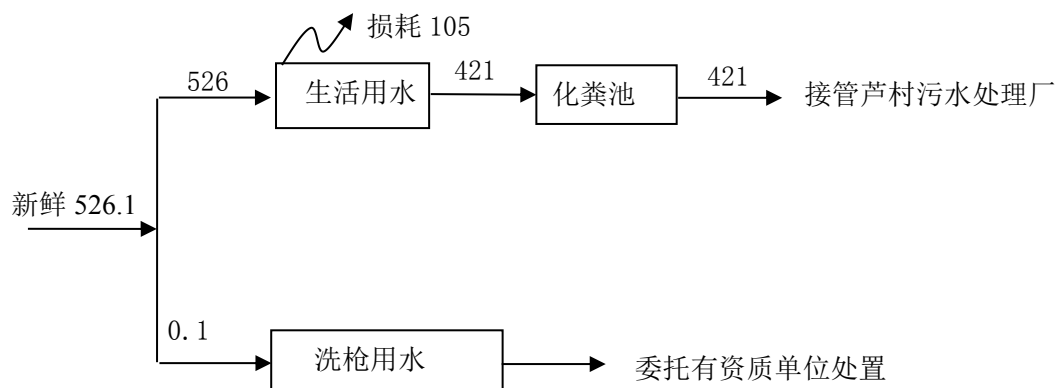 损耗 105
526
生活用水
421
化粪池
421
接管芦村污水处理厂
新鲜 526.1
0.1
洗枪用水
委托有资质单位处置